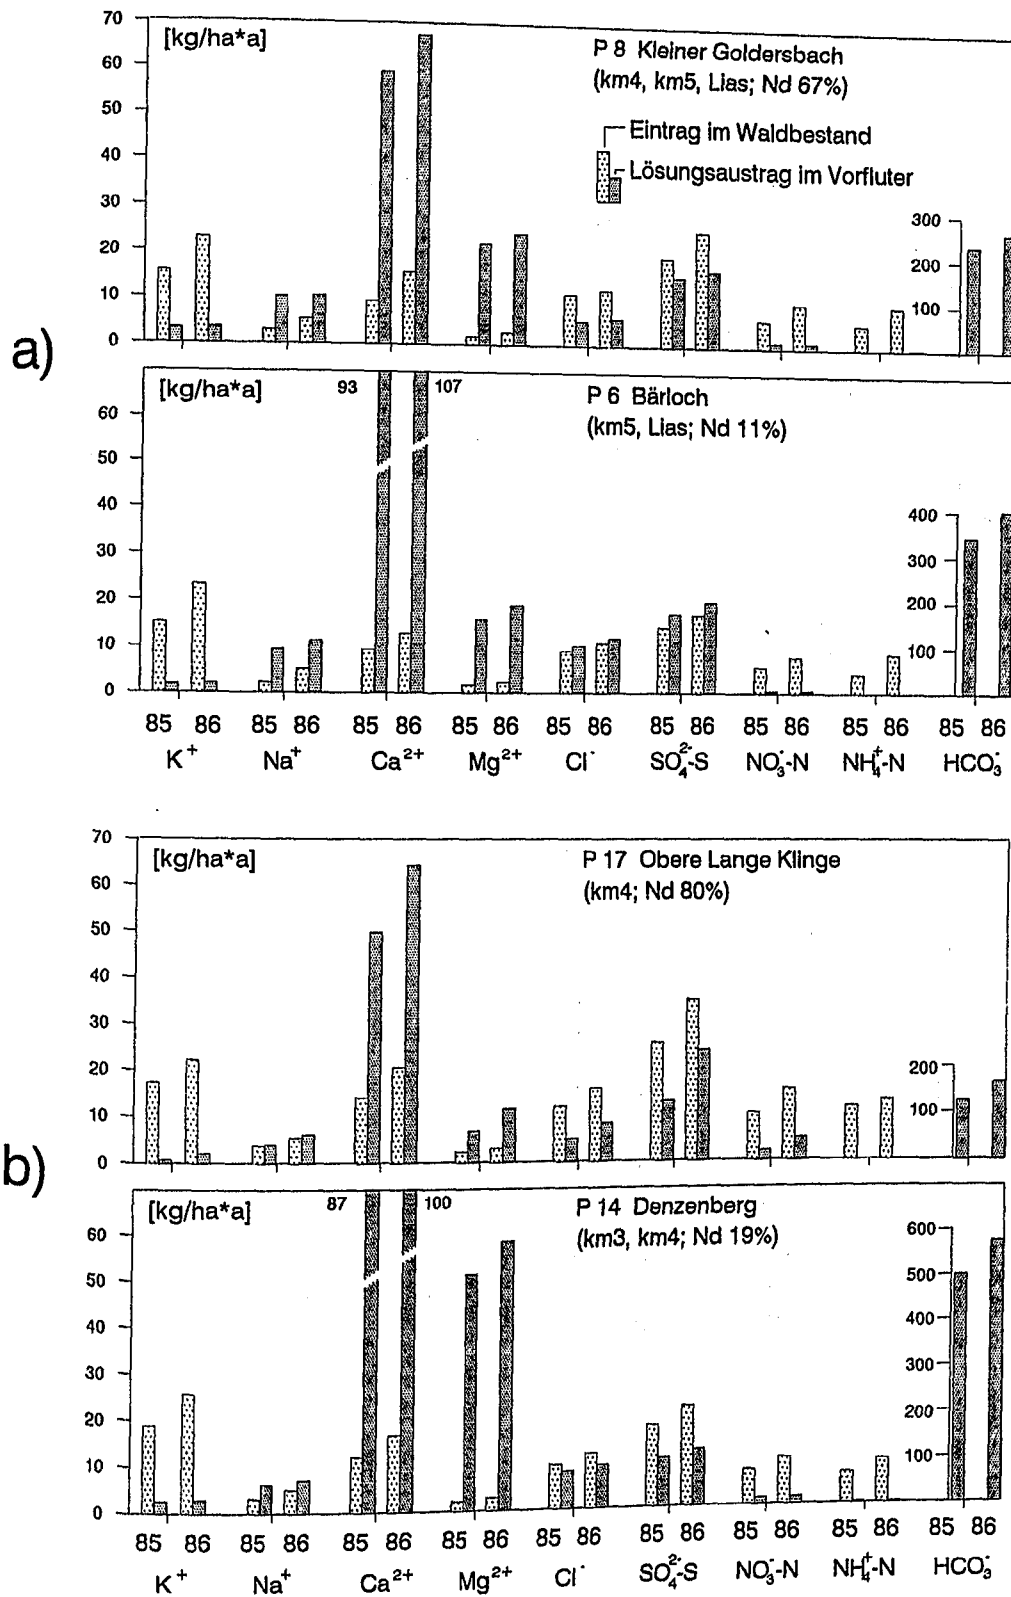 a)
[kg/ha*a]
P 8 Kleiner Goldersbach
(km4, km5, Lias; Nd 67%)
Eintrag im Waldbestand
Lösungsaustrag im Vorfluter
70
60
50
40
30
20
10
0
300
200
100
[kg/ha*a]
93
107
P 6 Bärloch
(km5, Lias; Nd 11%)
60
50
40
30
20
10
0
400
300
200
100
85 86 85 86 85 86 85 86 85 86 85 86 85 86 85 86 85 86
K⁺ Na⁺ Ca²⁺ Mg²⁺ Cl⁻ SO₄²⁻-S NO₃⁻-N NH₄⁺-N HCO₃⁻
b)
[kg/ha*a]
P 17 Obere Lange Klinge
(km4; Nd 80%)
70
60
50
40
30
20
10
0
200
100
[kg/ha*a]
87
100
P 14 Denzenberg
(km3, km4; Nd 19%)
60
50
40
30
20
10
0
600
500
400
300
200
100
85 86 85 86 85 86 85 86 85 86 85 86 85 86 85 86 85 86
K⁺ Na⁺ Ca²⁺ Mg²⁺ Cl⁻ SO₄²⁻-S NO₃⁻-N NH₄⁺-N HCO₃⁻